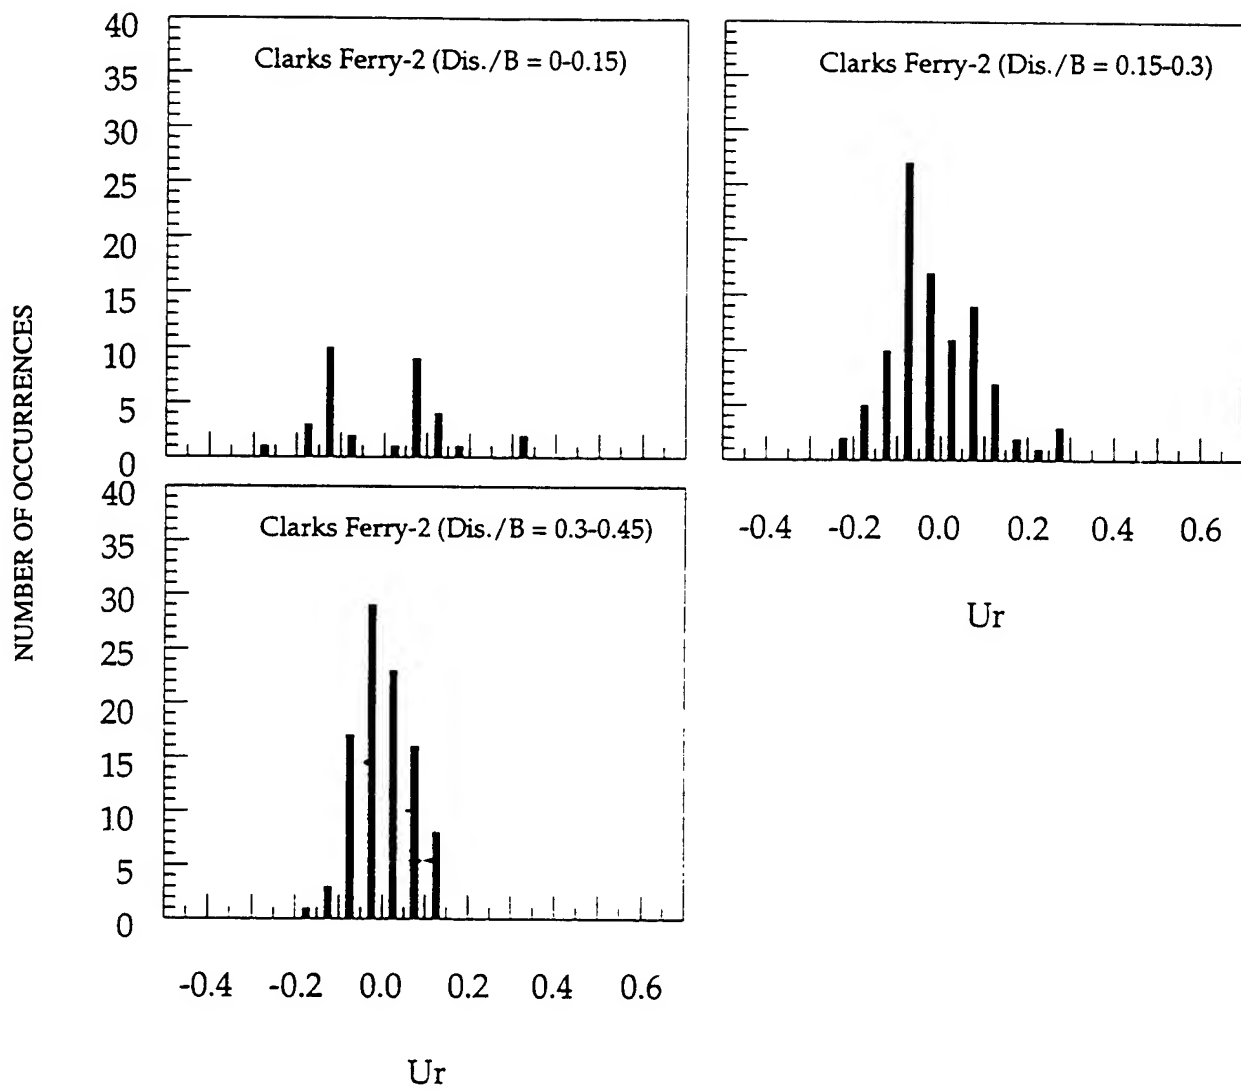 NUMBER OF OCCURRENCES
Clarks Ferry-2 (Dis./B = 0-0.15)
40
35
30
25
20
15
10
5
0
Clarks Ferry-2 (Dis./B = 0.15-0.3)
-0.4 -0.2 0.0 0.2 0.4 0.6
Ur
Clarks Ferry-2 (Dis./B = 0.3-0.45)
40
35
30
25
20
15
10
5
0
-0.4 -0.2 0.0 0.2 0.4 0.6
Ur